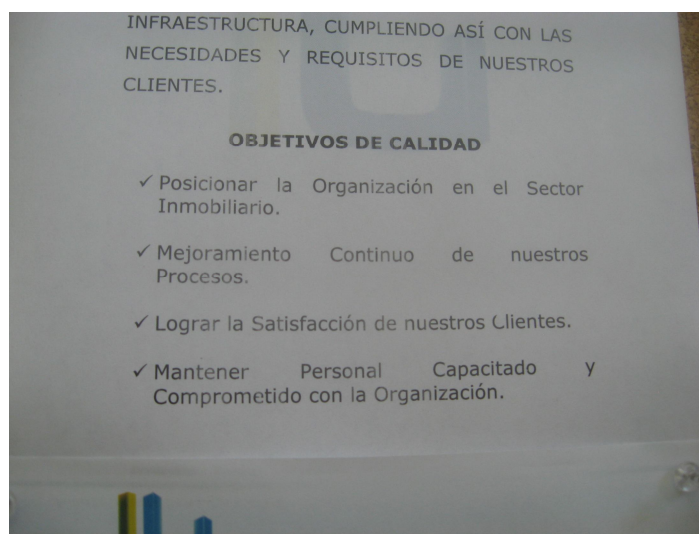 INFRAESTRUCTURA, CUMPLIENDO ASÍ CON LAS
NECESIDADES Y REQUISITOS DE NUESTROS
CLIENTES.
OBJETIVOS DE CALIDAD
✓ Posicionar la Organización en el Sector
Inmobiliario.
✓ Mejoramiento Continuo de nuestros
Procesos.
✓ Lograr la Satisfacción de nuestros Clientes.
✓ Mantener Personal Capacitado y
Comprometido con la Organización.